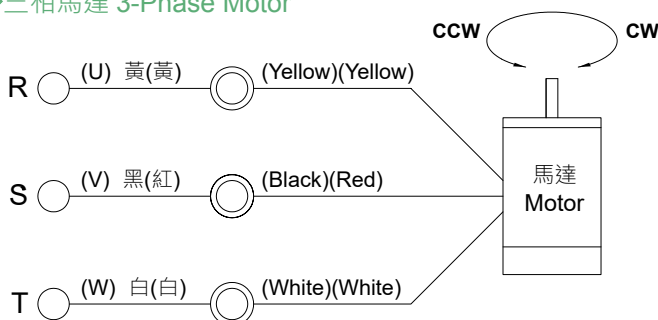 三相馬達 3-Phase Motor
CCW CW
R (U) 黃(黃) (Yellow)(Yellow)
S (V) 黑(紅) (Black)(Red)
馬達
Motor
T (W) 白(白) (White)(White)